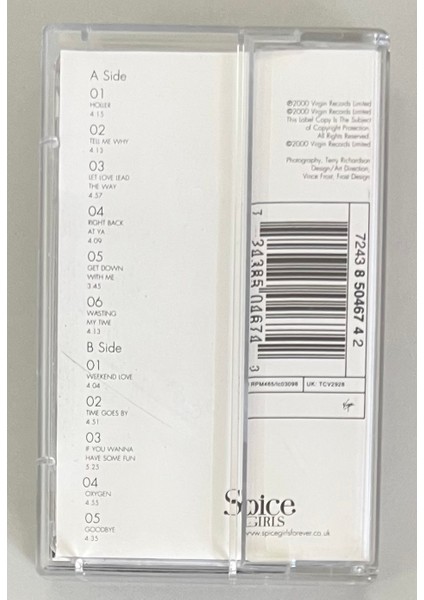 A Side
01
HOLLER
4.15
02
TELL ME WHY
4.13
03
LET LOVE LEAD
THE WAY
4.57
04
RIGHT BACK
AT YA
4.09
05
GET DOWN
WITH ME
3.45
06
WASTING
MY TIME
4.13
B Side
01
WEEKEND LOVE
4.04
02
TIME GOES BY
4.51
03
IF YOU WANNA
HAVE SOME FUN
5.25
04
OXYGEN
4.55
05
GOODBYE
4.35
℗2000 Virgin Records Limited
©2000 Virgin Records Limited
This Label Copy Is The Subject
of Copyright Protection.
All Rights Reserved.
©2000 Virgin Records Limited
Photography, Terry Richardson
Design/Art Direction,
Vince Frost, Frost Design
7243 8 50467 4 2
7 24385 04674 3
UK: TCV2928
Spice
GIRLS
www.spicegirlsforever.co.uk